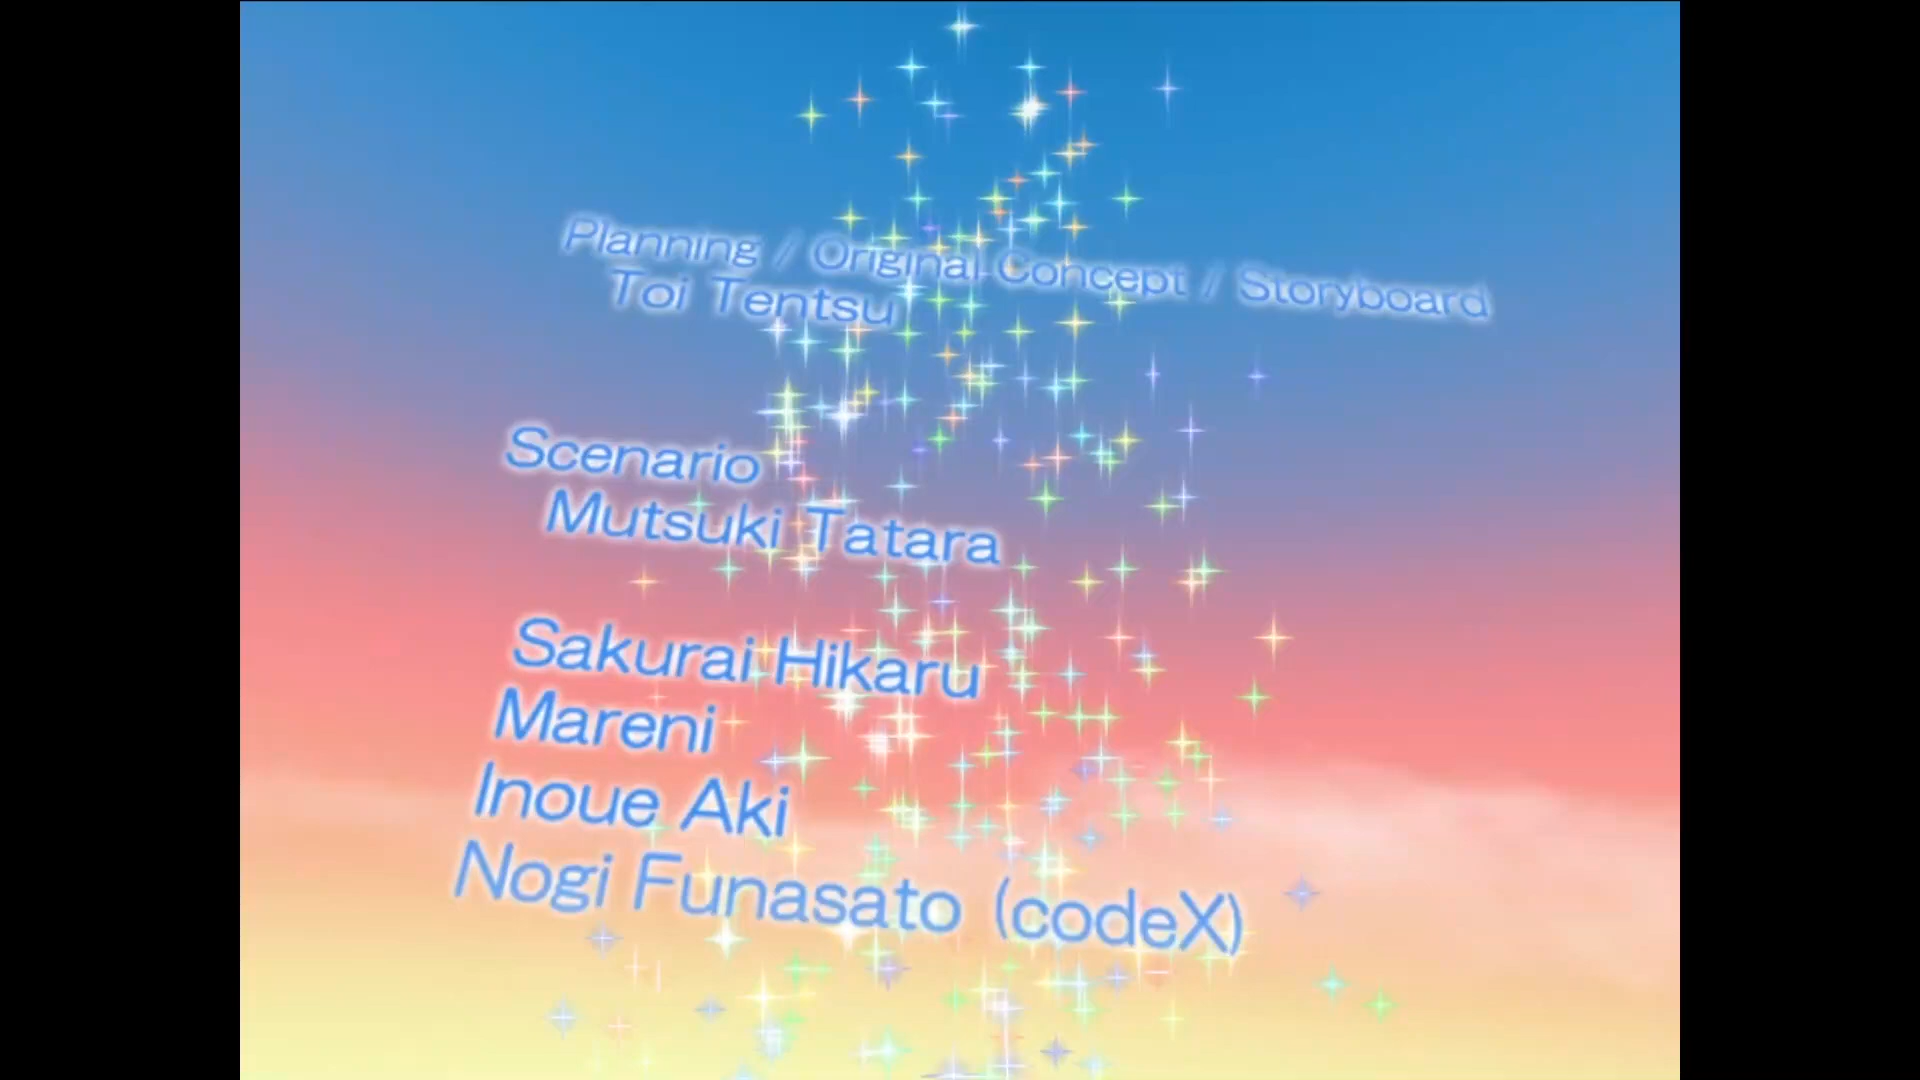 Planning / Original Concept / Storyboard
Toi Tentsu
Scenario
Mutsuki Tatara
Sakurai Hikaru
Mareni
Inoue Aki
Nogi Funasato (codeX)